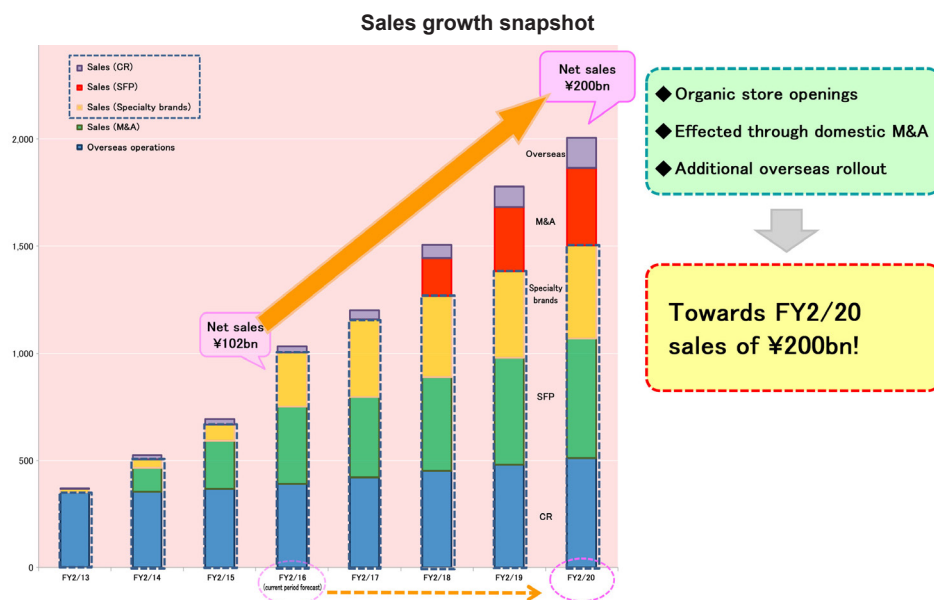 Sales growth snapshot
Sales (CR)
Sales (SFP)
Sales (Specialty brands)
Sales (M&A)
Overseas operations
Net sales
¥200bn
Net sales
¥102bn
2,000
1,500
1,000
500
0
Overseas
M&A
Specialty
brands
SFP
CR
FY2/13
FY2/14
FY2/15
FY2/16
(current period forecast)
FY2/17
FY2/18
FY2/19
FY2/20
◆ Organic store openings
◆ Effected through domestic M&A
◆ Additional overseas rollout
Towards FY2/20
sales of ¥200bn!